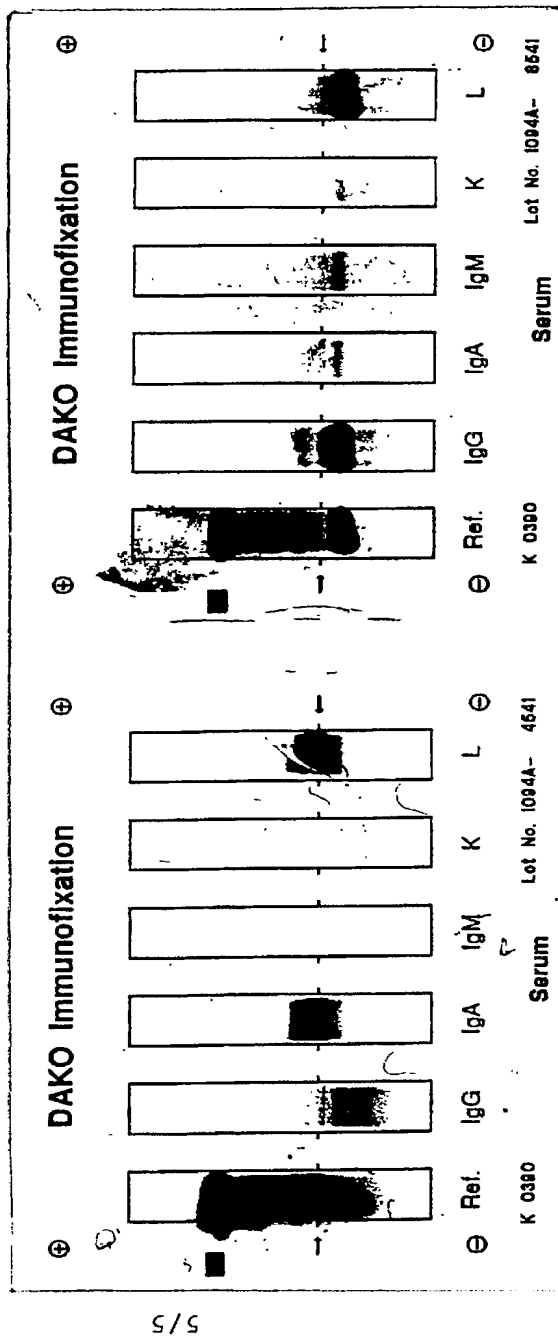 5/5
⊕ DAKO Immunofixation ⊕
⊖ Ref. IgG IgA IgM K L ⊖
K 0390 Serum Lot No. 1094A- 4541
⊕ DAKO Immunofixation ⊕
⊖ Ref. IgG IgA IgM K L ⊖
K 0390 Serum Lot No. 1094A- 8541